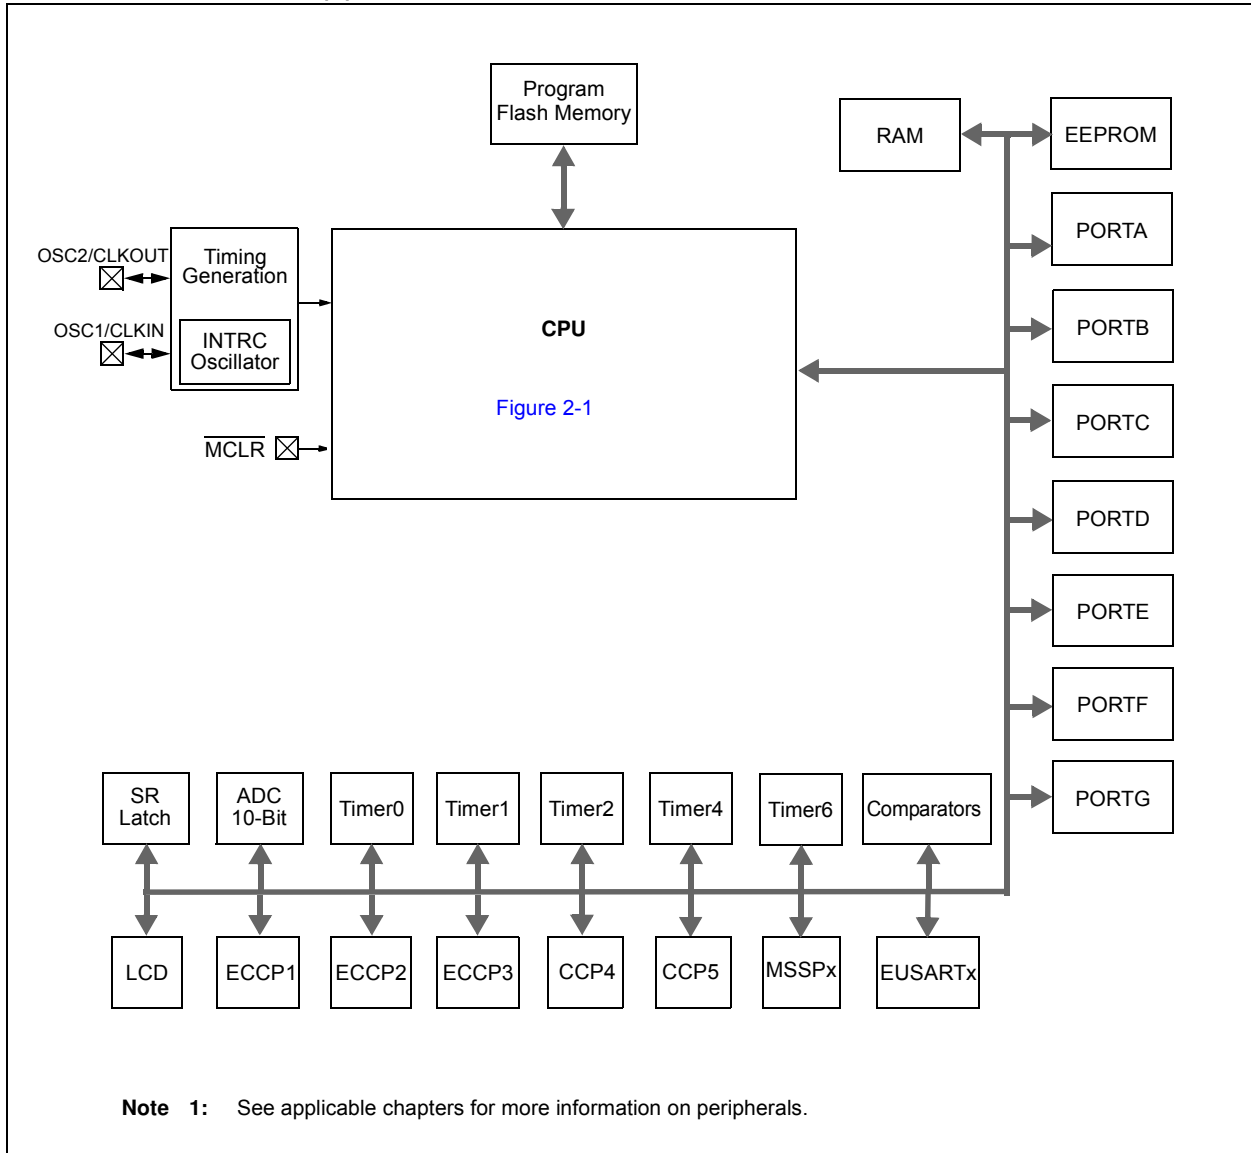 Program
Flash Memory
RAM
EEPROM
OSC2/CLKOUT
Timing
Generation
PORTA
OSC1/CLKIN
INTRC
Oscillator
CPU
PORTB
Figure 2-1
PORTC
MCLR
PORTD
PORTE
PORTF
SR
Latch
ADC
10-Bit
Timer0
Timer1
Timer2
Timer4
Timer6
Comparators
PORTG
LCD
ECCP1
ECCP2
ECCP3
CCP4
CCP5
MSSPx
EUSARTx
Note 1: See applicable chapters for more information on peripherals.